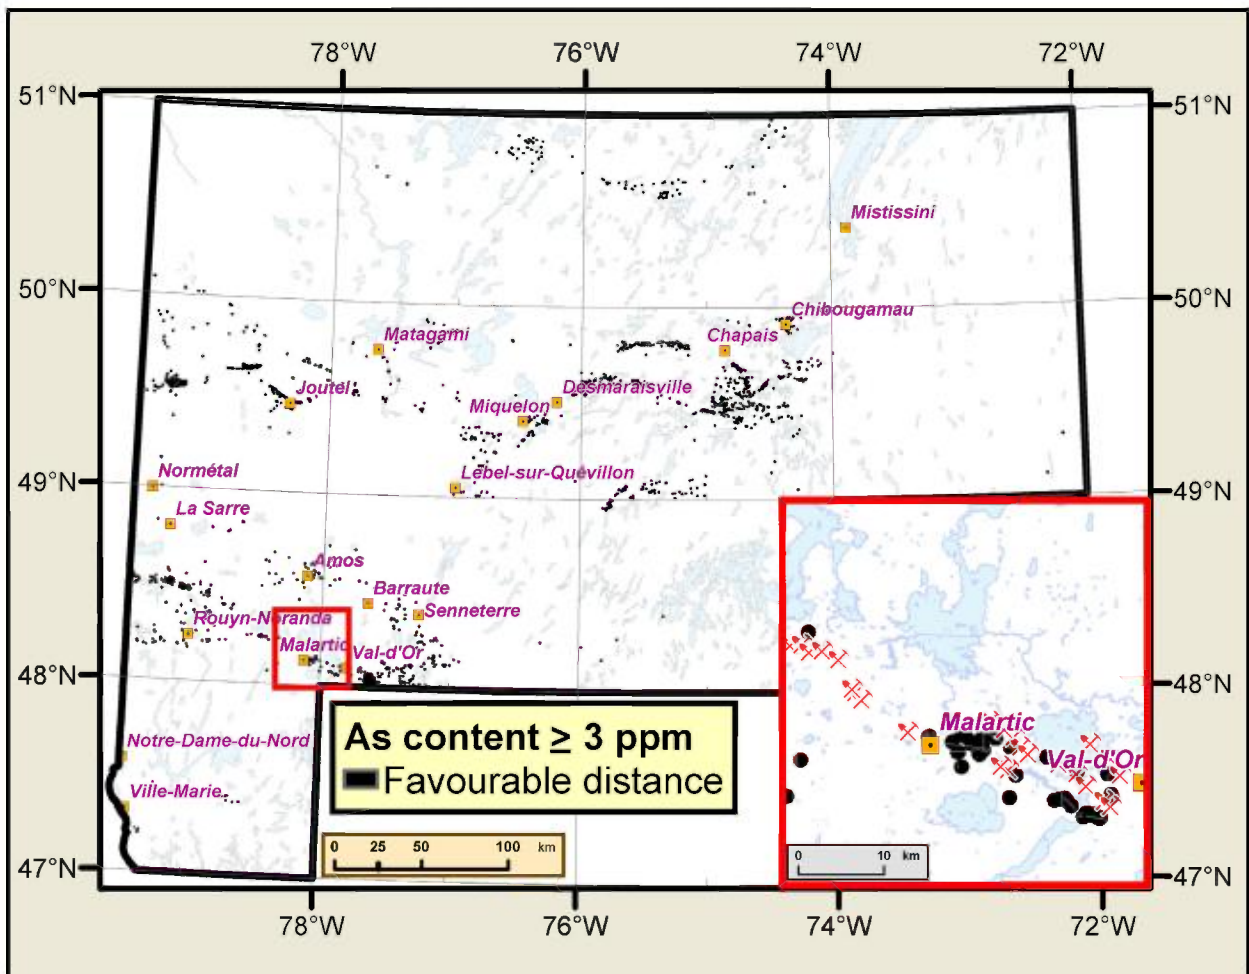 78°W 76°W 74°W 72°W
51°N 51°N
Mistissini
50°N 50°N
Chibougamau
Matagami Chapais
Joutel Desmaraisville
Miquelon
Normétal Lebel-sur-Quévillon
49°N 49°N
La Sarre
Amos
Barraute
Senneterre
Rouyn-Noranda
Malartic Val-d'Or
48°N 48°N
Malartic
Notre-Dame-du-Nord As content ≥ 3 ppm
Val-d'Or
Favourable distance
Ville-Marie
0 25 50 100 km
0 10 km
47°N 47°N
78°W 76°W 74°W 72°W